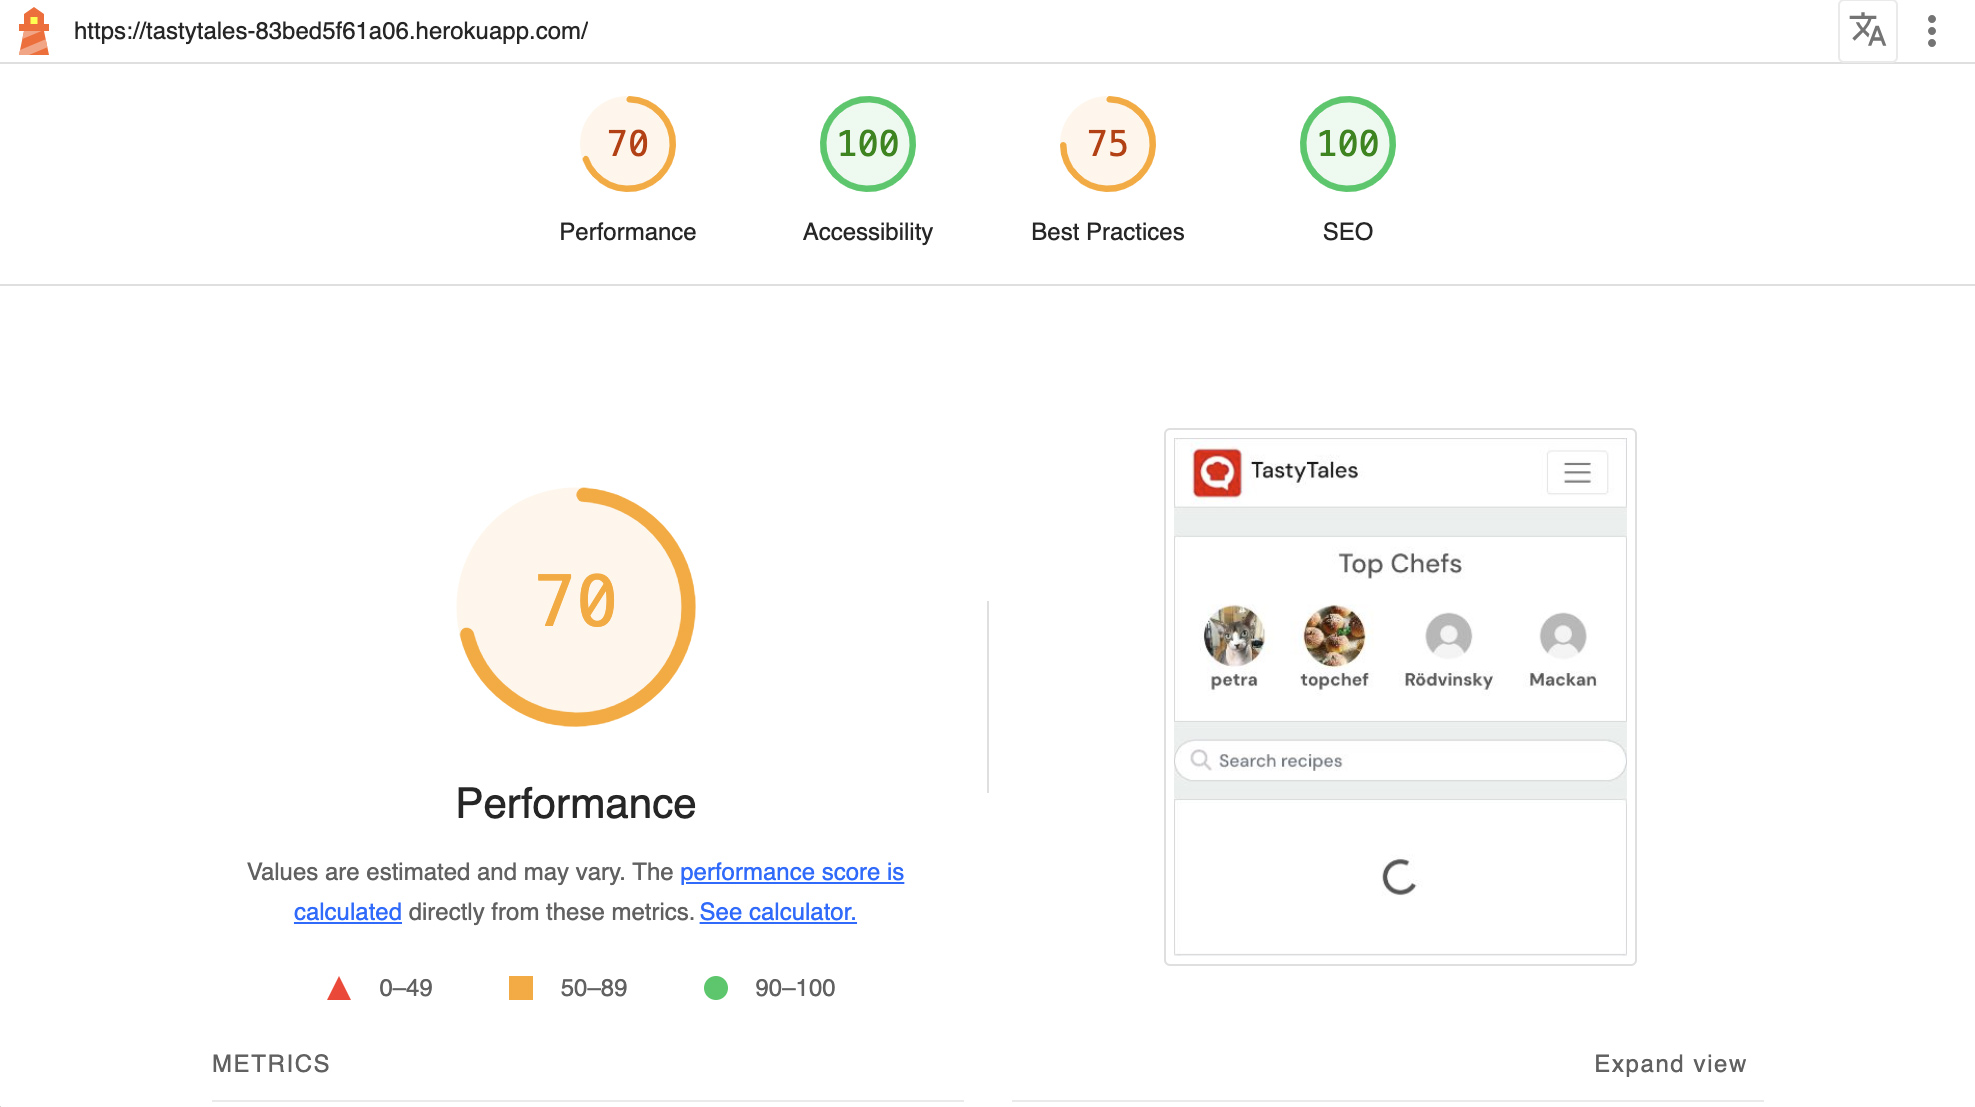 https://tastytales-83bed5f61a06.herokuapp.com/
70
100
75
100
Performance
Accessibility
Best Practices
SEO
70
Performance
Values are estimated and may vary. The performance score is
calculated directly from these metrics. See calculator.
0–49
50–89
90–100
TastyTales
Top Chefs
petra
topchef
Rödvinsky
Mackan
Search recipes
METRICS
Expand view